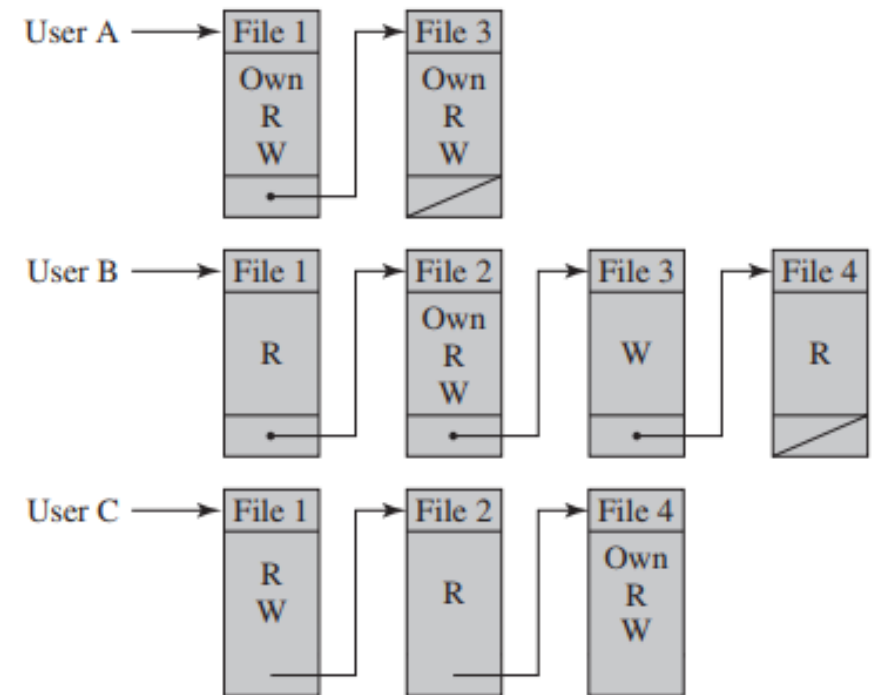 User A File 1 File 3
Own Own
R R
W W
User B File 1 File 2 File 3 File 4
Own
R R W R
W
User C File 1 File 2 File 4
Own
R R R
W W